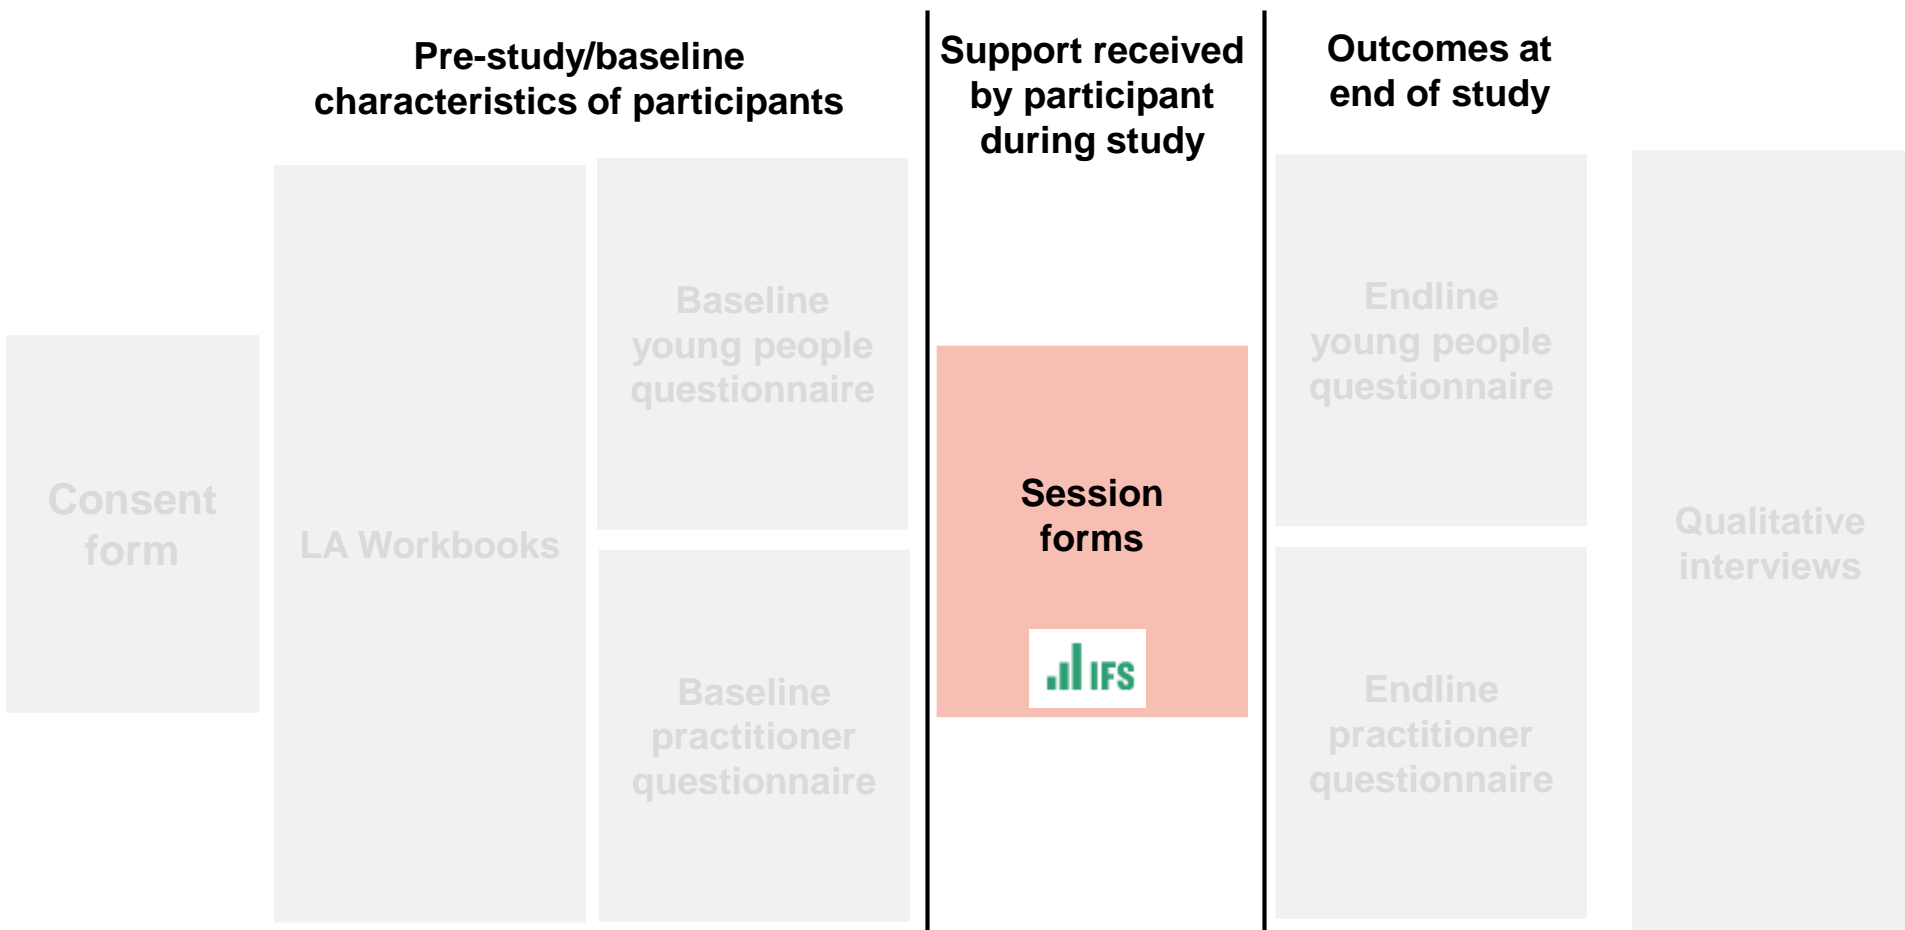 Pre-study/baseline
characteristics of participants
Support received
by participant
during study
Outcomes at
end of study
Consent
form
LA Workbooks
Baseline
young people
questionnaire
Baseline
practitioner
questionnaire
Session
forms
IFS
Endline
young people
questionnaire
Endline
practitioner
questionnaire
Qualitative
interviews